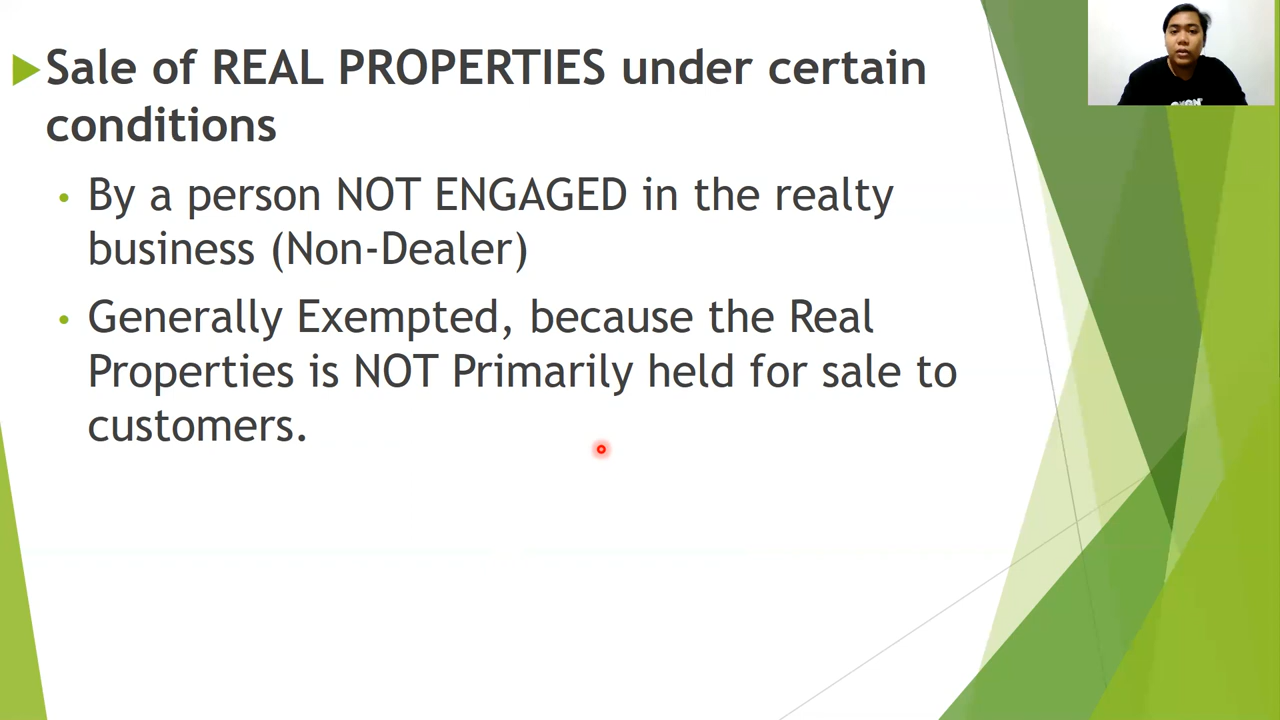 Sale of REAL PROPERTIES under certain
conditions
By a person NOT ENGAGED in the realty
business (Non-Dealer)
Generally Exempted, because the Real
Properties is NOT Primarily held for sale to
customers.